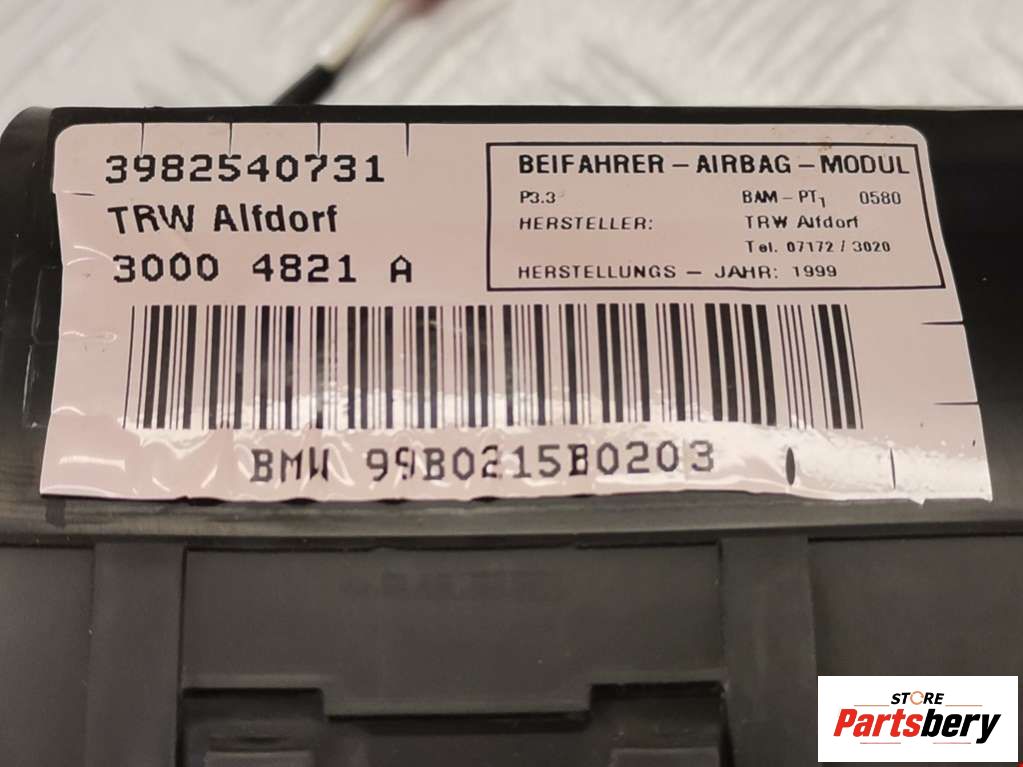 3982540731
TRW Alfdorf
3000 4821 A
BEIFAHRER - AIRBAG - MODUL
P3.3 BAM - PT1 0580
HERSTELLER: TRW Alfdorf
Tel. 07172 / 3020
HERSTELLUNGS - JAHR: 1999
BMW 99B0215B0203
STORE
Partsbery